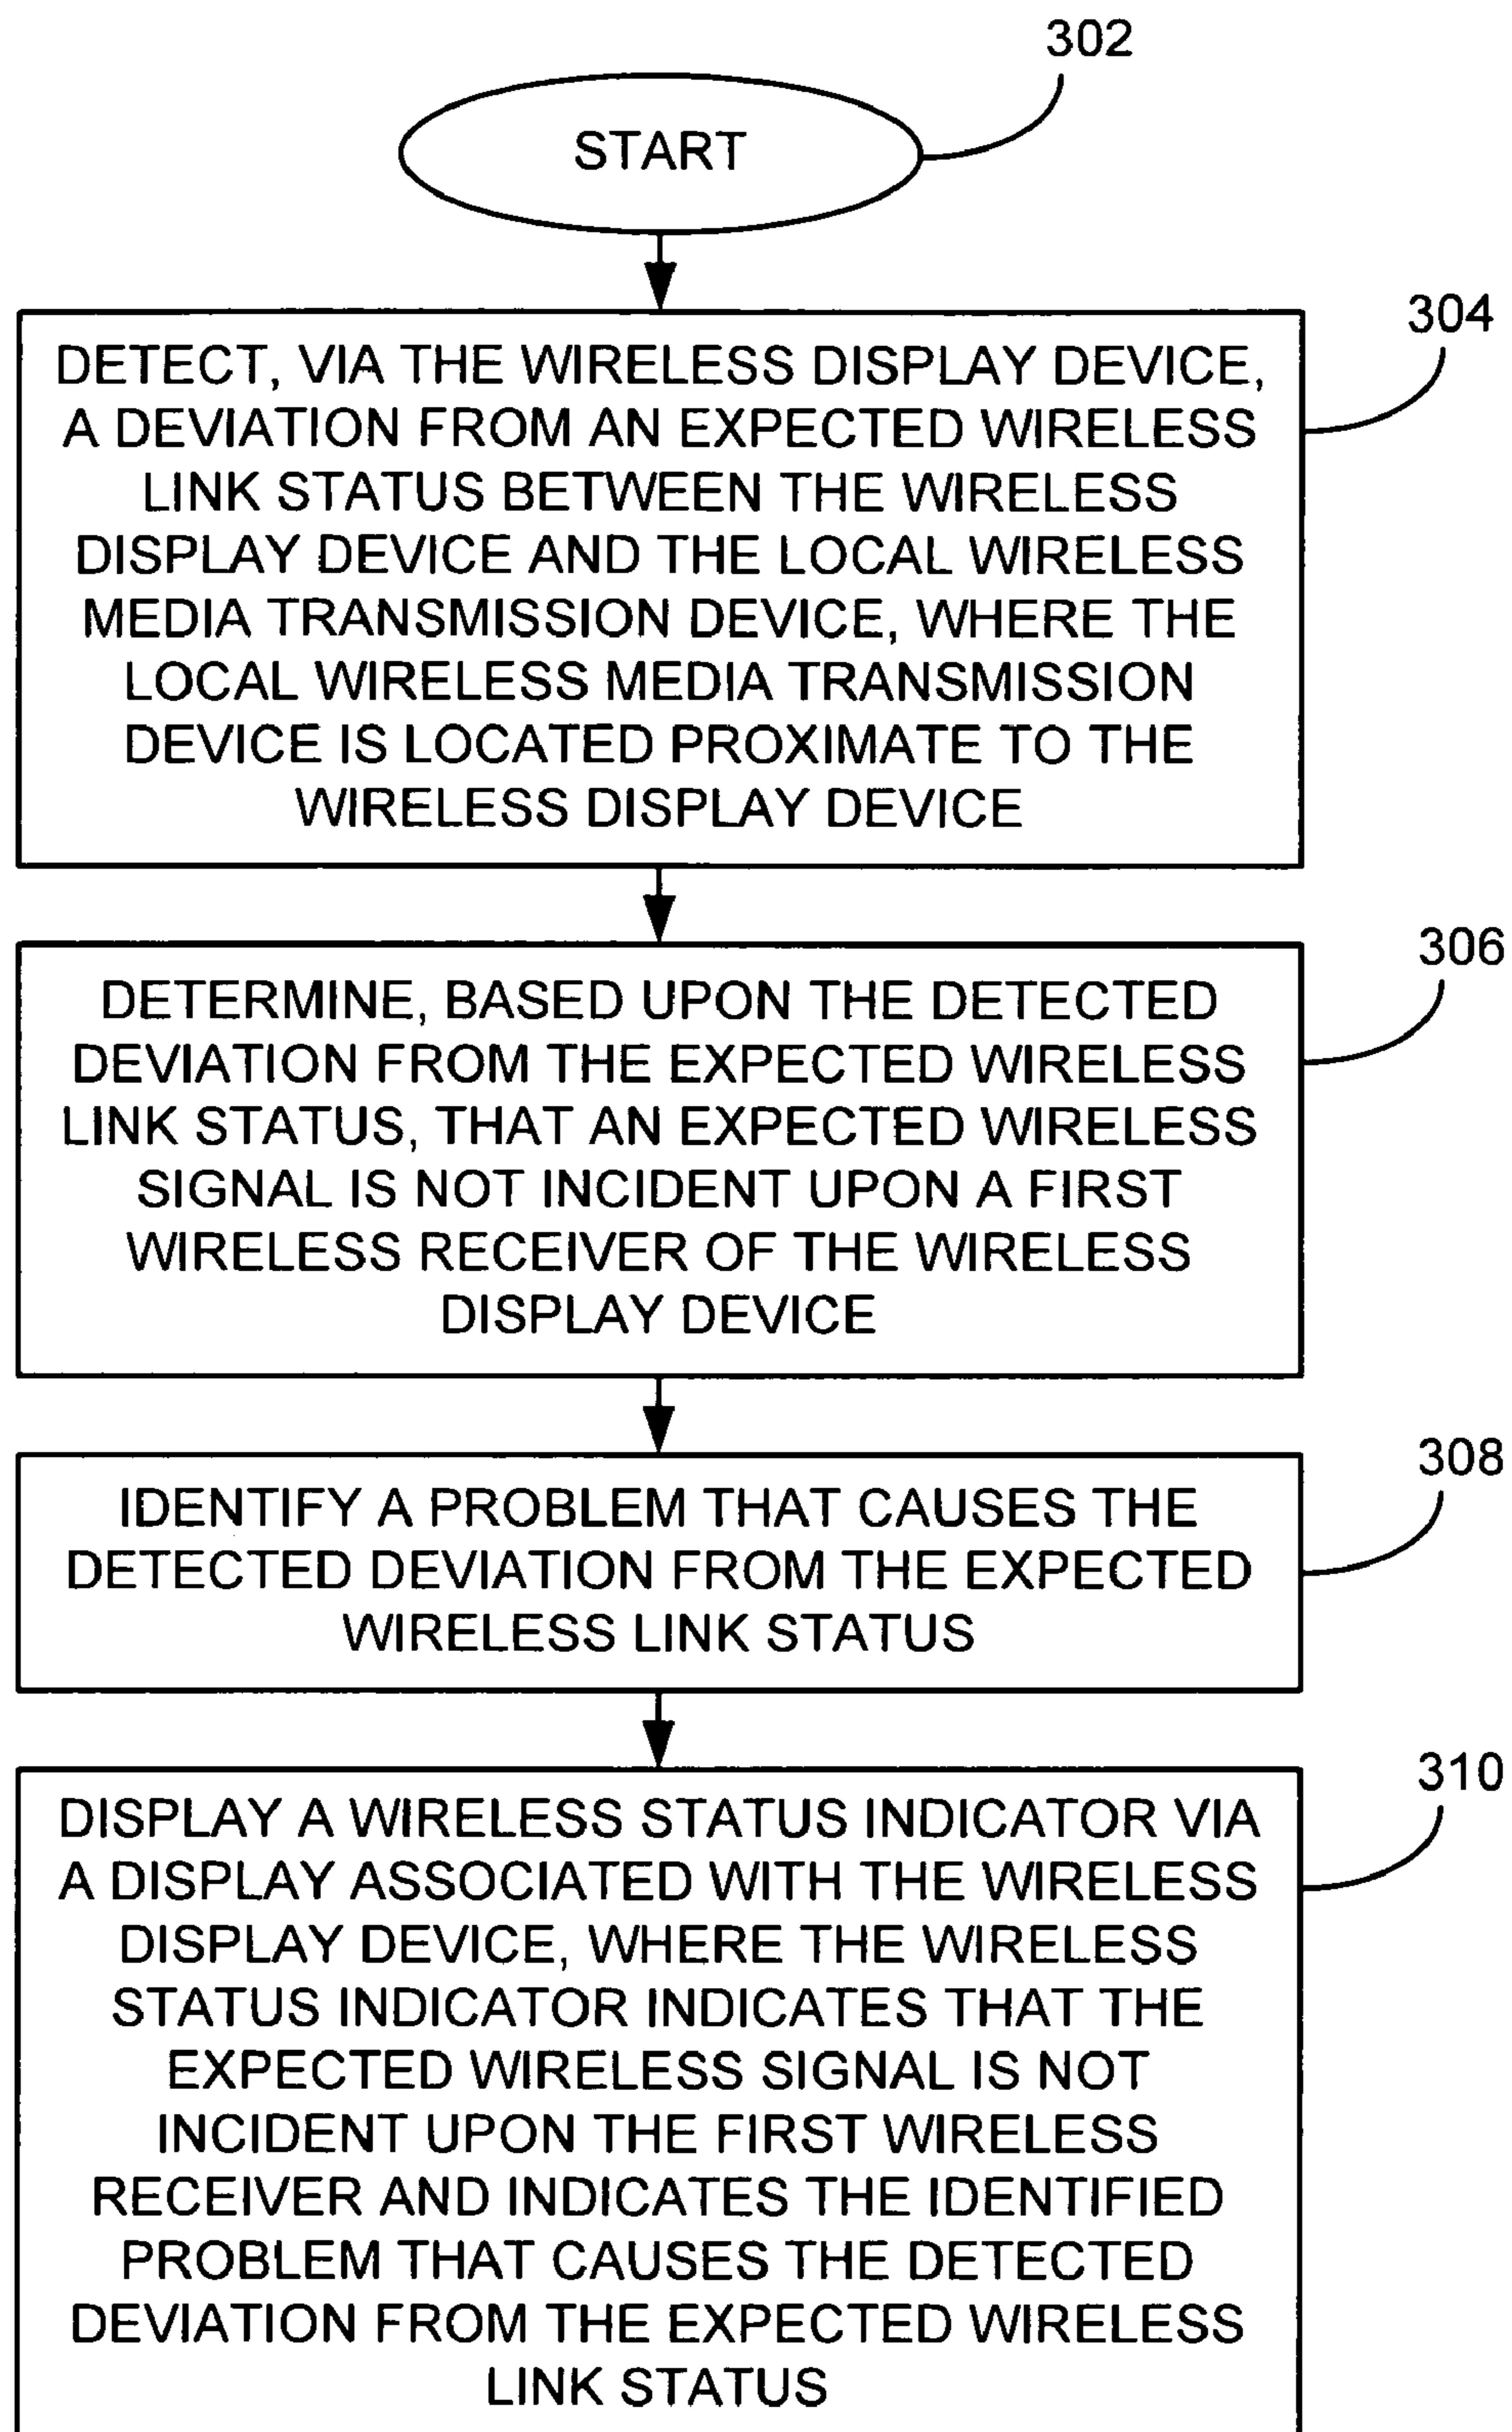 302
START
304
DETECT, VIA THE WIRELESS DISPLAY DEVICE,
A DEVIATION FROM AN EXPECTED WIRELESS
LINK STATUS BETWEEN THE WIRELESS
DISPLAY DEVICE AND THE LOCAL WIRELESS
MEDIA TRANSMISSION DEVICE, WHERE THE
LOCAL WIRELESS MEDIA TRANSMISSION
DEVICE IS LOCATED PROXIMATE TO THE
WIRELESS DISPLAY DEVICE
306
DETERMINE, BASED UPON THE DETECTED
DEVIATION FROM THE EXPECTED WIRELESS
LINK STATUS, THAT AN EXPECTED WIRELESS
SIGNAL IS NOT INCIDENT UPON A FIRST
WIRELESS RECEIVER OF THE WIRELESS
DISPLAY DEVICE
308
IDENTIFY A PROBLEM THAT CAUSES THE
DETECTED DEVIATION FROM THE EXPECTED
WIRELESS LINK STATUS
310
DISPLAY A WIRELESS STATUS INDICATOR VIA
A DISPLAY ASSOCIATED WITH THE WIRELESS
DISPLAY DEVICE, WHERE THE WIRELESS
STATUS INDICATOR INDICATES THAT THE
EXPECTED WIRELESS SIGNAL IS NOT
INCIDENT UPON THE FIRST WIRELESS
RECEIVER AND INDICATES THE IDENTIFIED
PROBLEM THAT CAUSES THE DETECTED
DEVIATION FROM THE EXPECTED WIRELESS
LINK STATUS